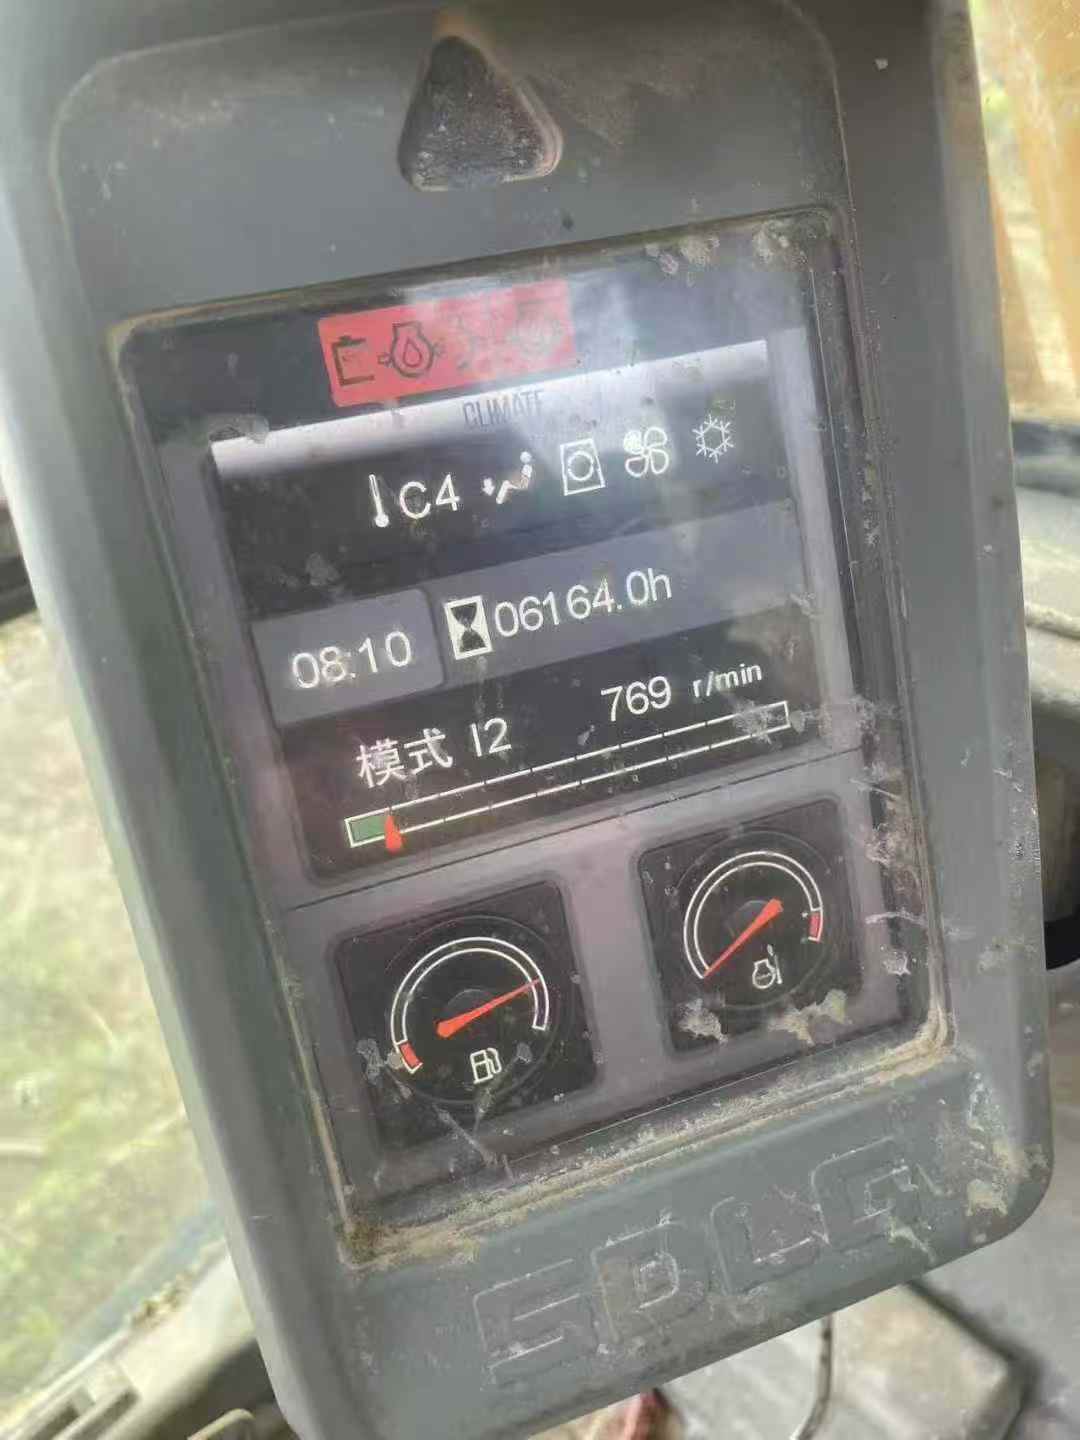 CLIMATE
C4
08:10 06164.0h
模式 I2 769 r/min
SDLG